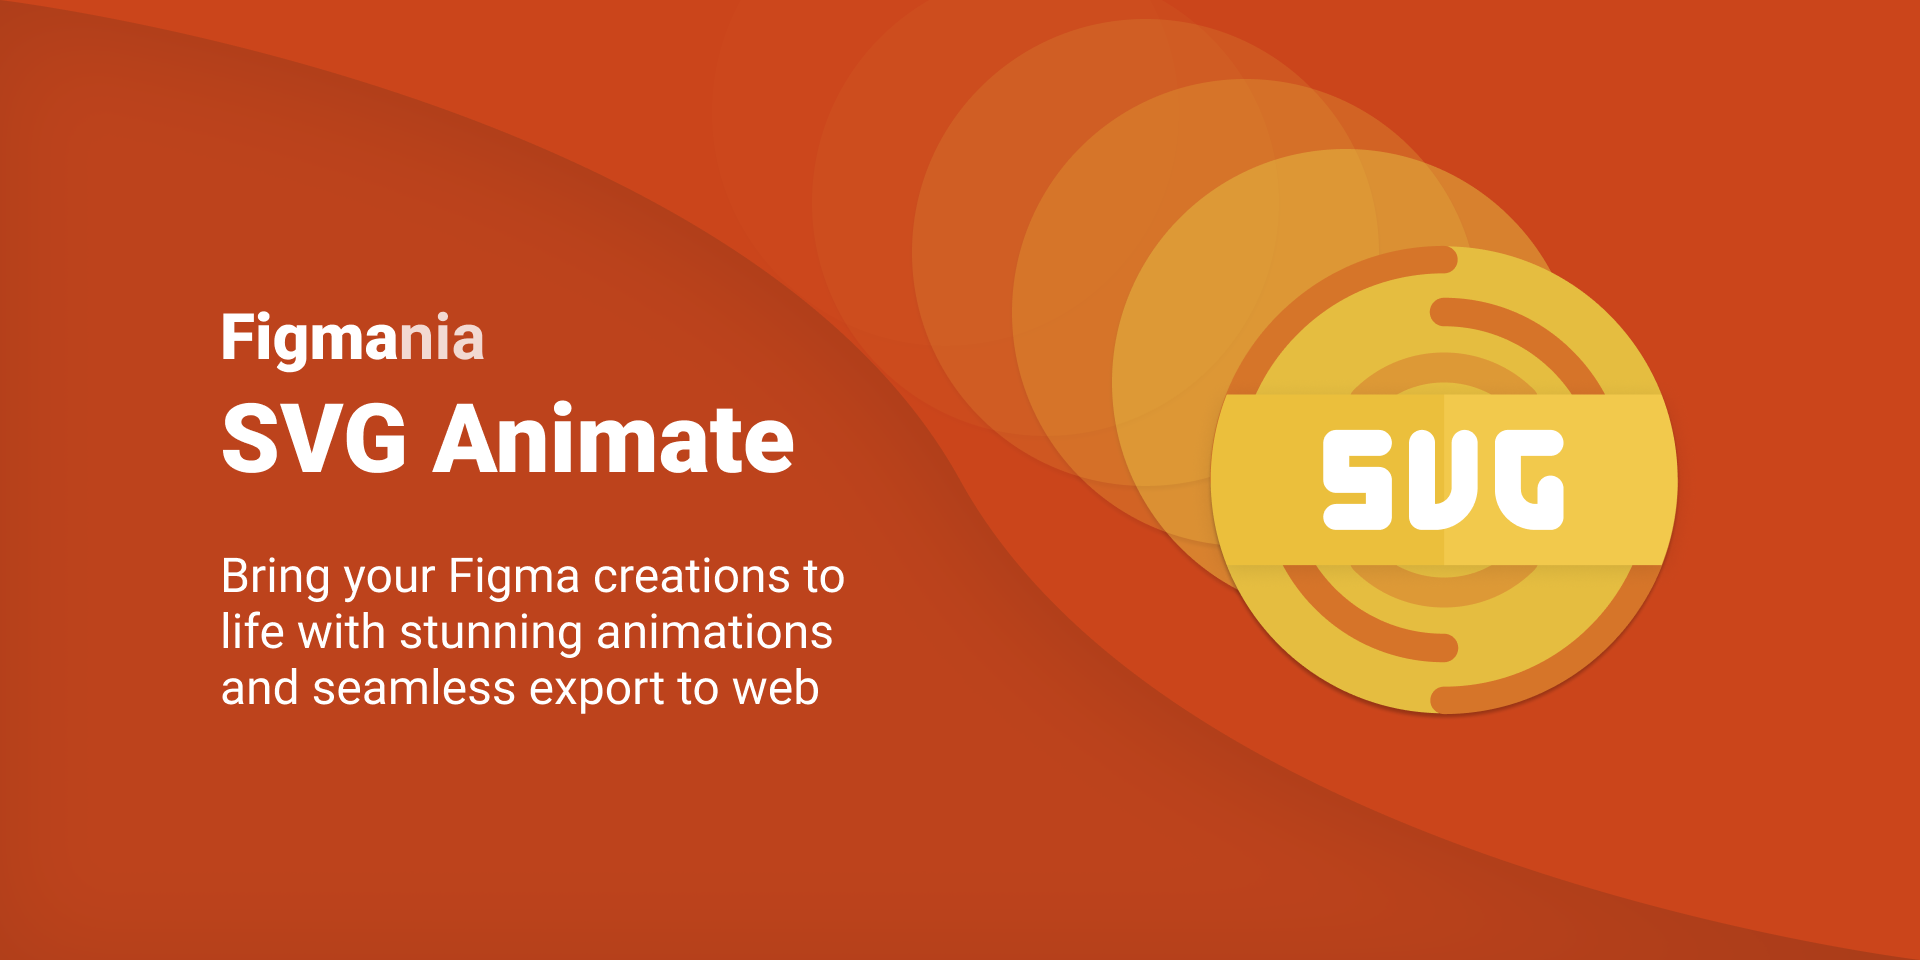 Figmania
SVG Animate
SVG
Bring your Figma creations to
life with stunning animations
and seamless export to web